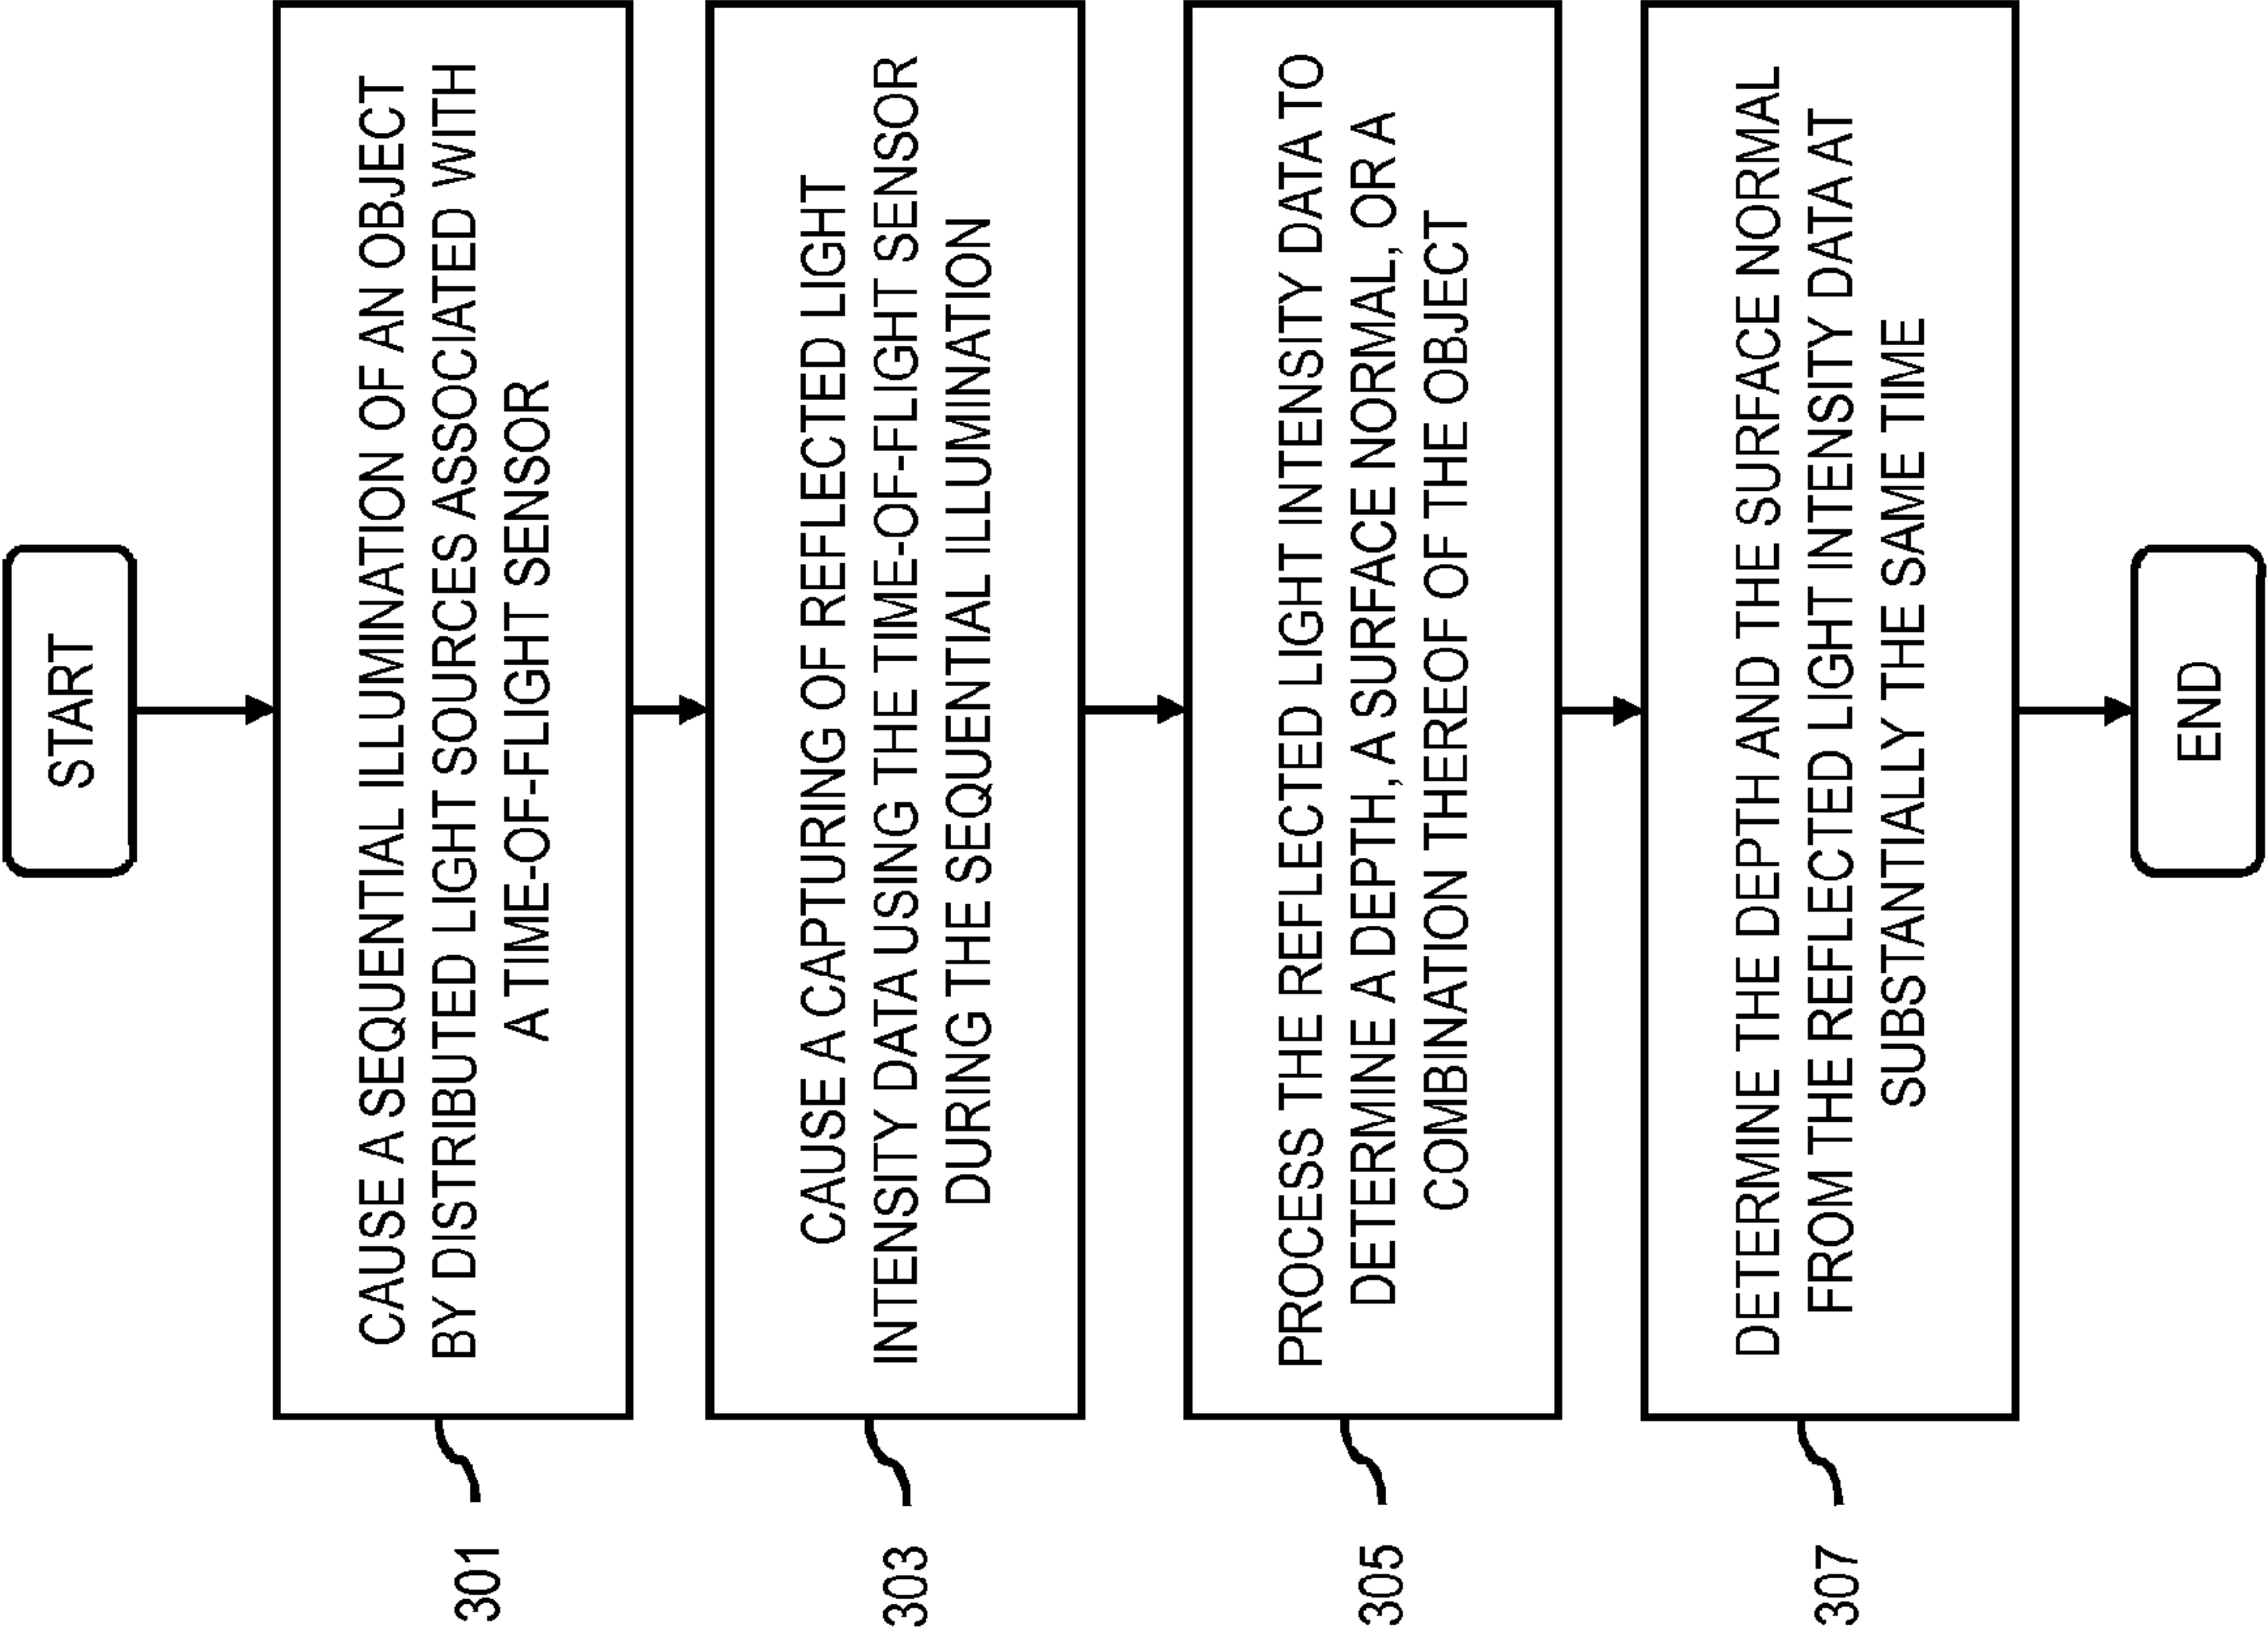 START
301
CAUSE A SEQUENTIAL ILLUMINATION OF AN OBJECT
BY DISTRIBUTED LIGHT SOURCES ASSOCIATED WITH
A TIME-OF-FLIGHT SENSOR
303
CAUSE A CAPTURING OF REFLECTED LIGHT
INTENSITY DATA USING THE TIME-OF-FLIGHT SENSOR
DURING THE SEQUENTIAL ILLUMINATION
305
PROCESS THE REFLECTED LIGHT INTENSITY DATA TO
DETERMINE A DEPTH, A SURFACE NORMAL, OR A
COMBINATION THEREOF OF THE OBJECT
307
DETERMINE THE DEPTH AND THE SURFACE NORMAL
FROM THE REFLECTED LIGHT INTENSITY DATA AT
SUBSTANTIALLY THE SAME TIME
END